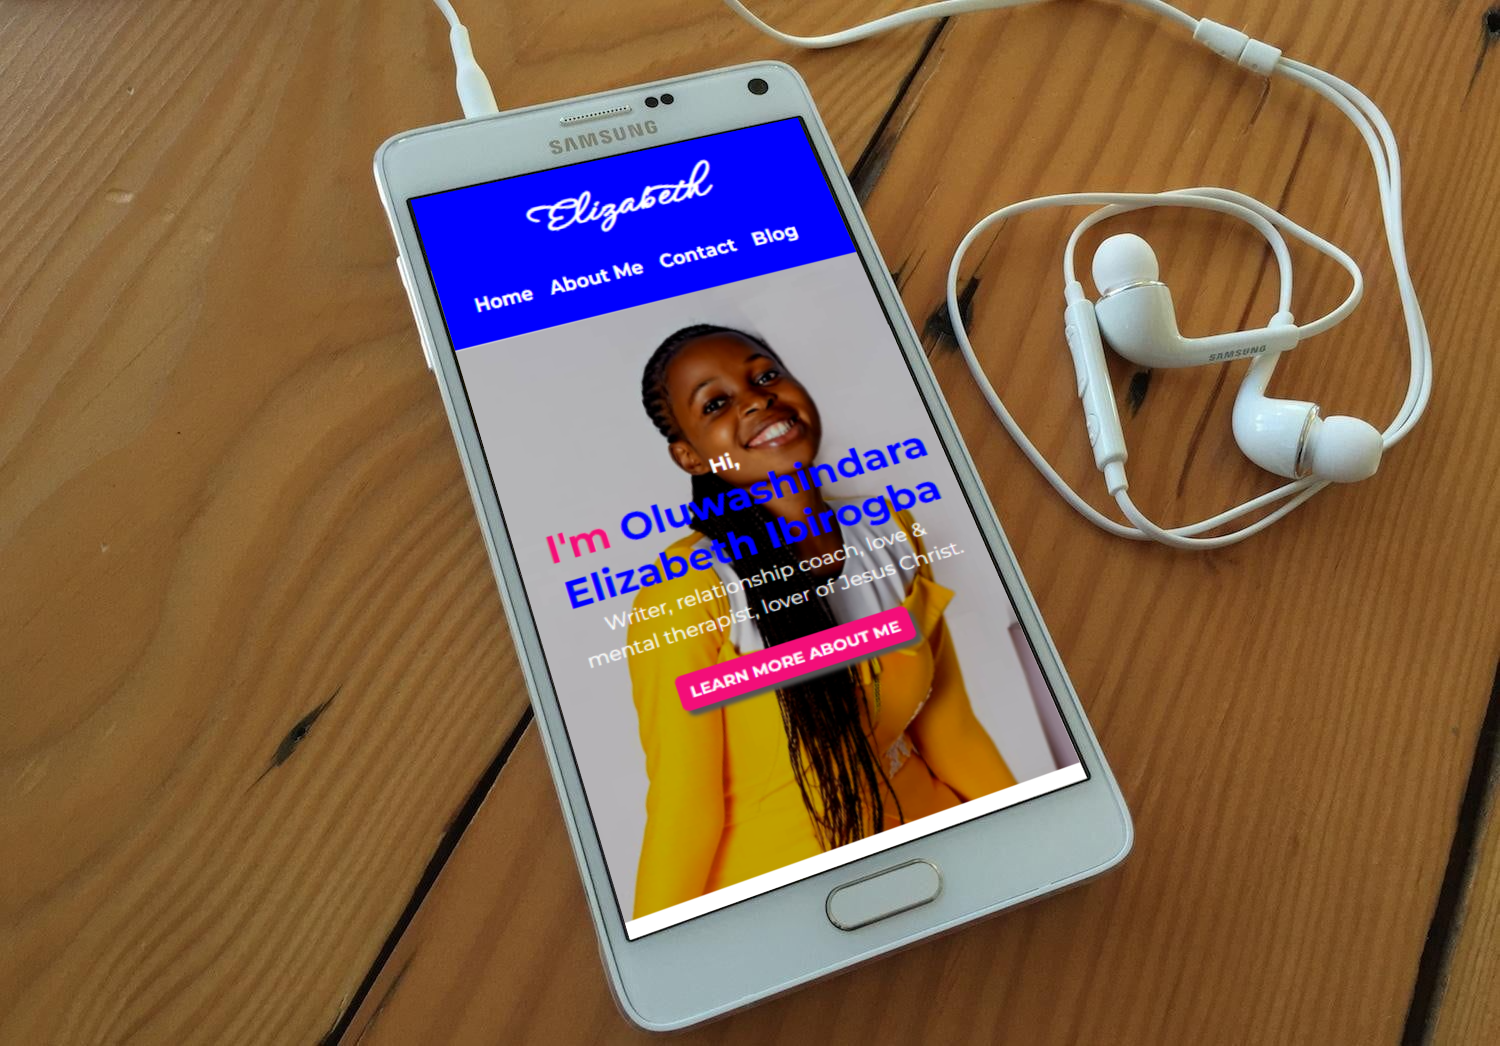 SAMSUNG
Elizabeth
Home About Me Contact Blog
Hi,
I'm Oluwashindara
Elizabeth Ibirogba
Writer, relationship coach, love &
mental therapist, lover of Jesus Christ.
LEARN MORE ABOUT ME
SAMSUNG